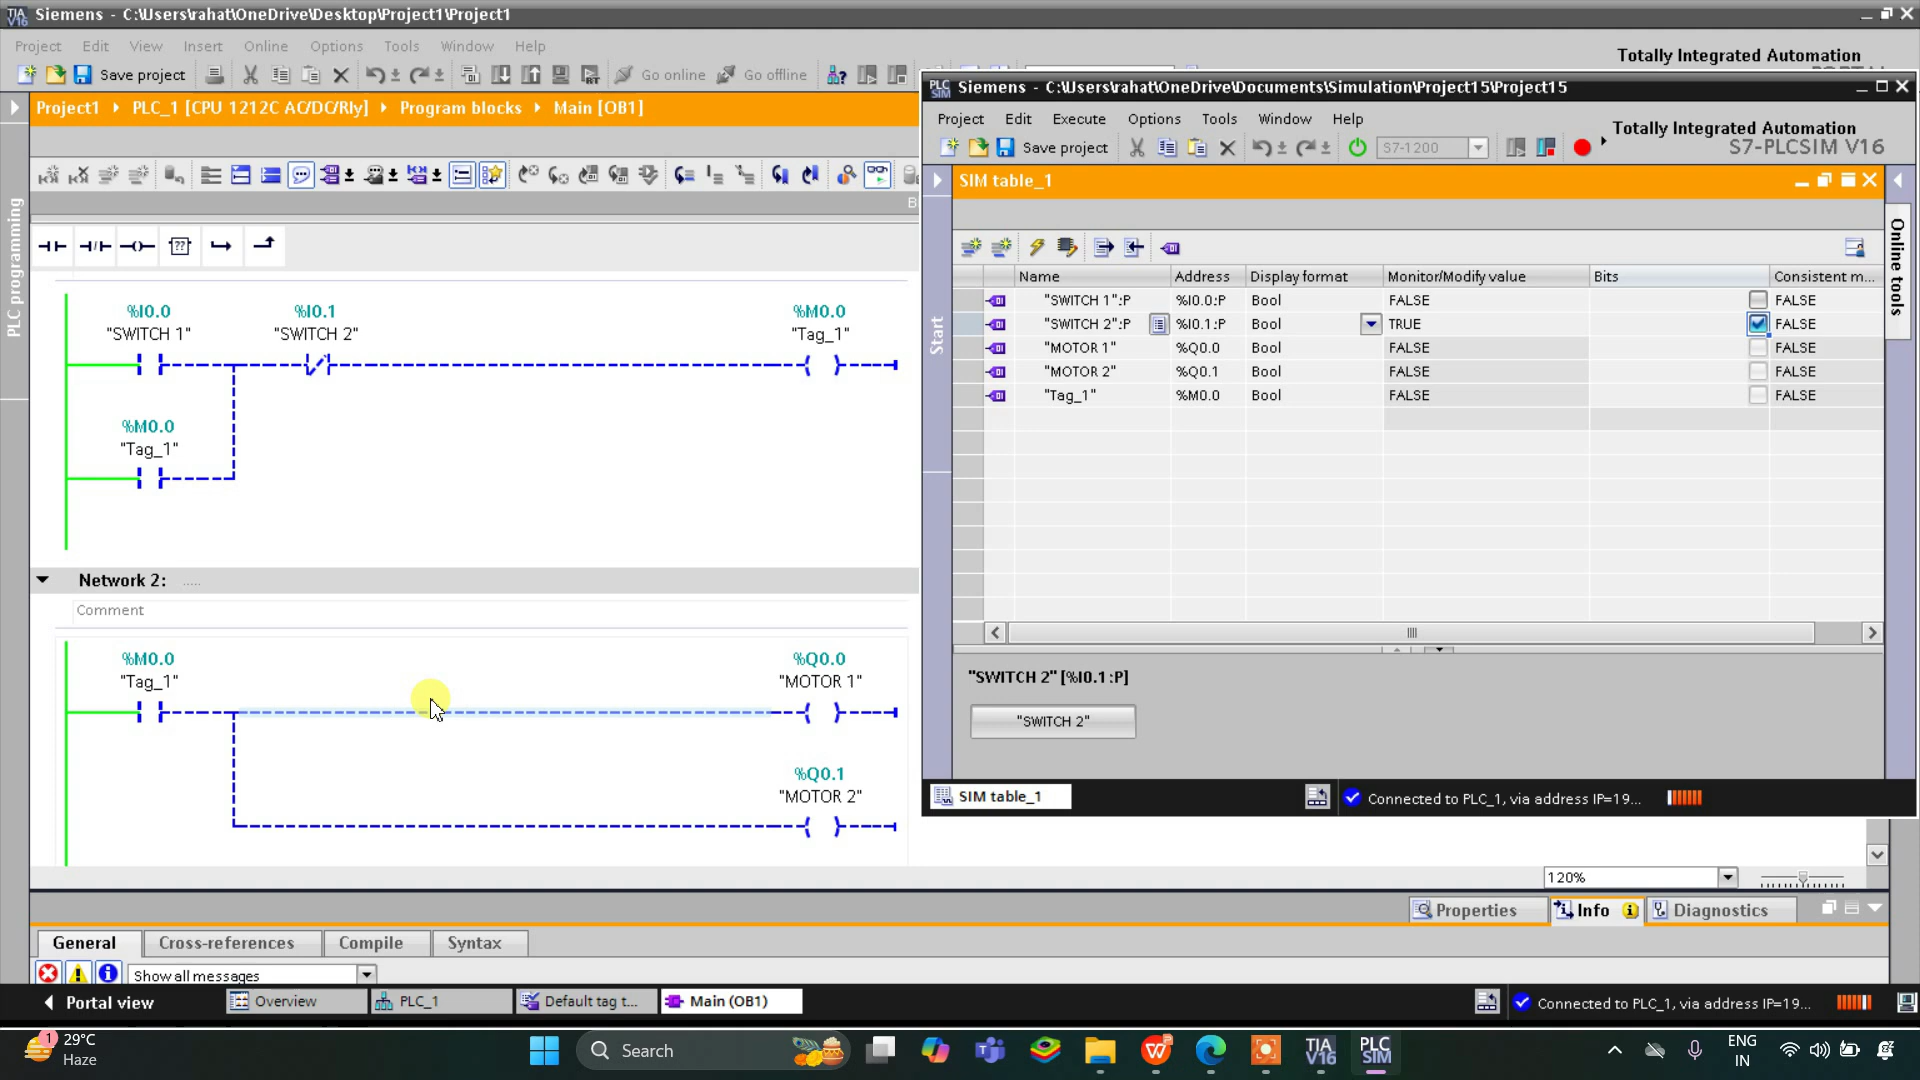 Siemens - C:\Users\rahat\OneDrive\Desktop\Project1\Project1
Project Edit View Insert Online Options Tools Window Help
Save project Go online Go offline
Totally Integrated Automation
Project1 PLC_1 [CPU 1212C AC/DC/Rly] Program blocks Main [OB1]
PLC programming
%I0.0 %I0.1 %M0.0
"SWITCH 1" "SWITCH 2" "Tag_1"
%M0.0
"Tag_1"
Network 2: .....
Comment
%M0.0 %Q0.0
"Tag_1" "MOTOR 1"
%Q0.1
"MOTOR 2"
Siemens - C:\Users\rahat\OneDrive\Documents\Simulation\Project15\Project15
Project Edit Execute Options Tools Window Help
Save project S7-1200
Totally Integrated Automation
S7-PLCSIM V16
SIM table_1
Start
Online tools
Name Address Display format Monitor/Modify value Bits Consistent m...
"SWITCH 1":P %I0.0:P Bool FALSE FALSE
"SWITCH 2":P %I0.1:P Bool TRUE FALSE
"MOTOR 1" %Q0.0 Bool FALSE FALSE
"MOTOR 2" %Q0.1 Bool FALSE FALSE
"Tag_1" %M0.0 Bool FALSE FALSE
"SWITCH 2" [%I0.1:P]
"SWITCH 2"
SIM table_1 Connected to PLC_1, via address IP=19...
120%
Properties Info Diagnostics
General Cross-references Compile Syntax
Show all messages
Portal view Overview PLC_1 Default tag t... Main (OB1) Connected to PLC_1, via address IP=19...
1 29°C
Haze
Search
TIA V16
PLC SIM
ENG
IN